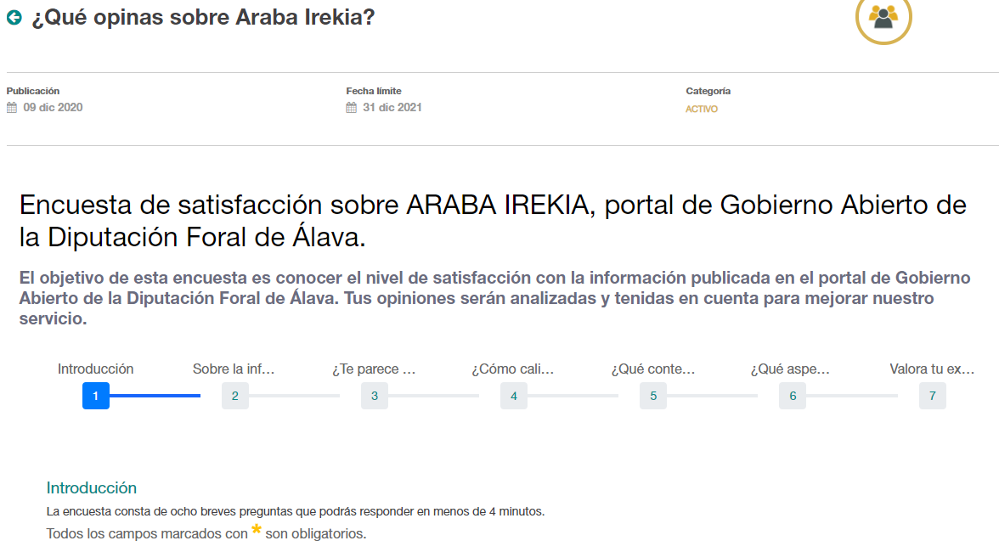 ¿Qué opinas sobre Araba Irekia?
Publicación
Fecha límite
Categoría
09 dic 2020
31 dic 2021
ACTIVO
Encuesta de satisfacción sobre ARABA IREKIA, portal de Gobierno Abierto de
la Diputación Foral de Álava.
El objetivo de esta encuesta es conocer el nivel de satisfacción con la información publicada en el portal de Gobierno
Abierto de la Diputación Foral de Álava. Tus opiniones serán analizadas y tenidas en cuenta para mejorar nuestro
servicio.
Introducción
Sobre la inf...
¿Te parece ...
¿Cómo cali...
¿Qué conte...
¿Qué aspe...
Valora tu ex...
1
2
3
4
5
6
7
Introducción
La encuesta consta de ocho breves preguntas que podrás responder en menos de 4 minutos.
Todos los campos marcados con * son obligatorios.